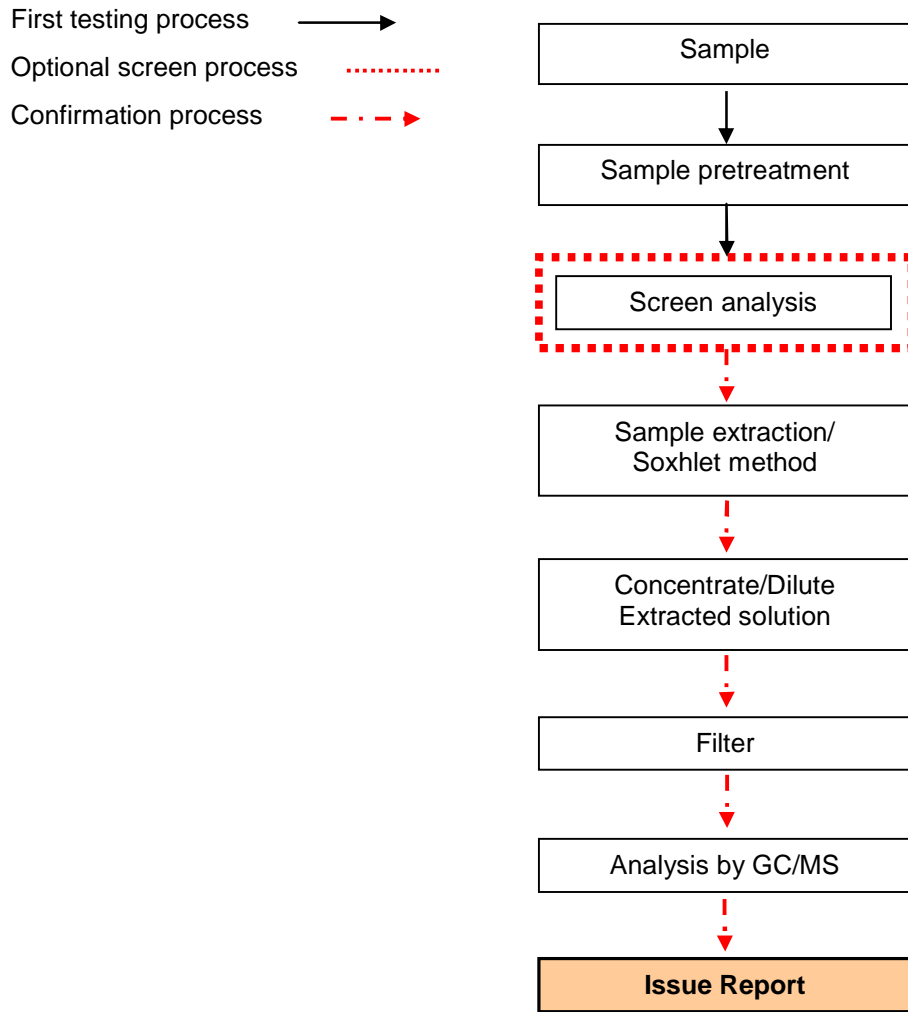 First testing process
Optional screen process
Confirmation process
Sample
Sample pretreatment
Screen analysis
Sample extraction/
Soxhlet method
Concentrate/Dilute
Extracted solution
Filter
Analysis by GC/MS
Issue Report